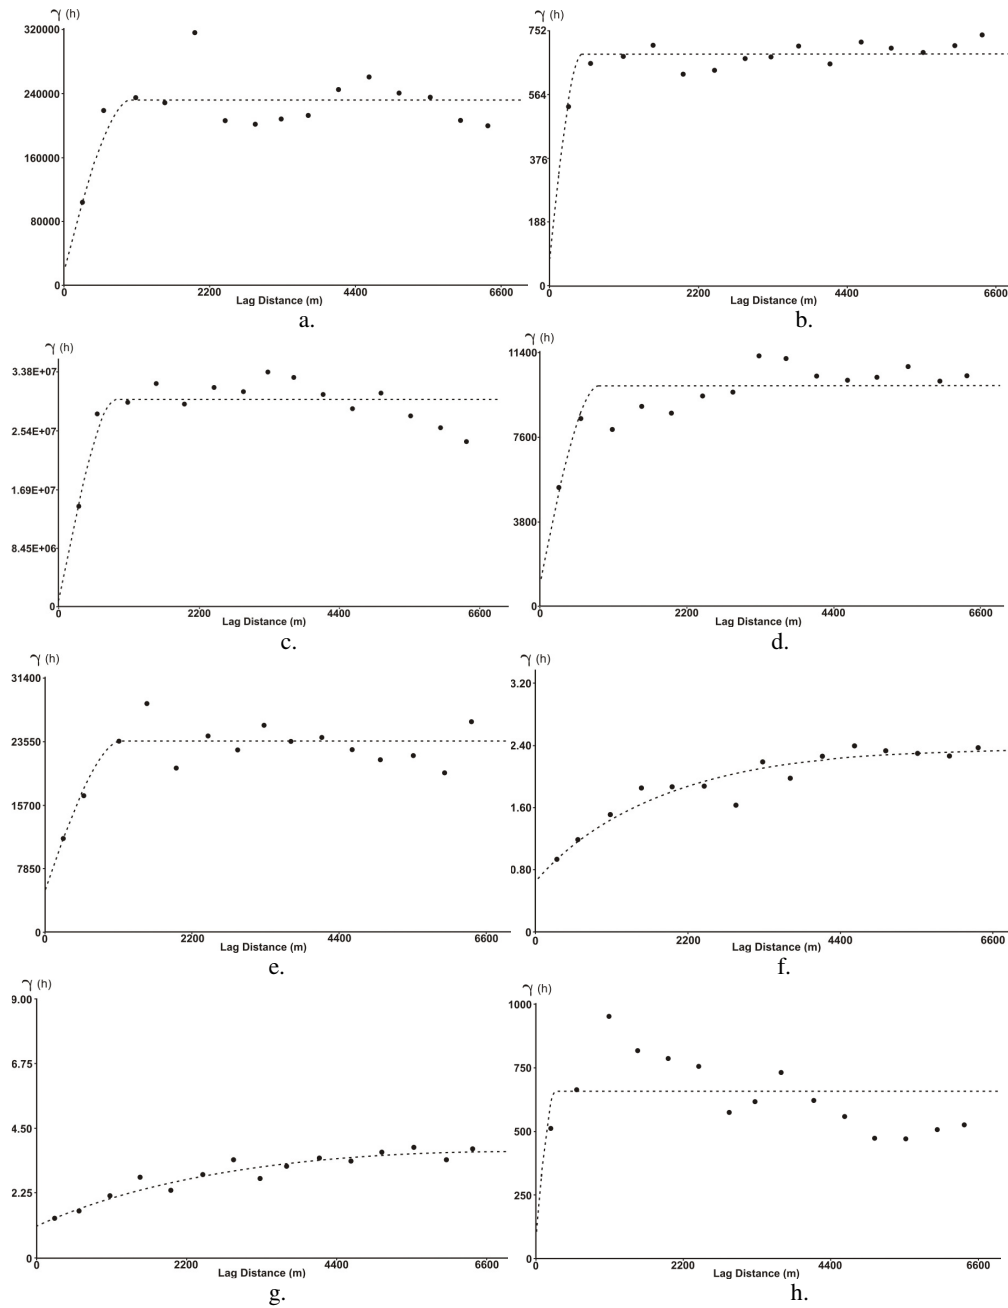 γ (h)
320000
240000
160000
80000
0
0 2200 4400 6600
Lag Distance (m)
a.
γ (h)
752
564
376
188
0
0 2200 4400 6600
Lag Distance (m)
b.
γ (h)
3.38E+07
2.54E+07
1.69E+07
8.45E+06
0
0 2200 4400 6600
Lag Distance (m)
c.
γ (h)
11400
7600
3800
0
0 2200 4400 6600
Lag Distance (m)
d.
γ (h)
31400
23550
15700
7850
0
0 2200 4400 6600
Lag Distance (m)
e.
γ (h)
3.20
2.40
1.60
0.80
0
0 2200 4400 6600
Lag Distance (m)
f.
γ (h)
9.00
6.75
4.50
2.25
0
0 2200 4400 6600
Lag Distance (m)
g.
γ (h)
1000
750
500
250
0
0 2200 4400 6600
Lag Distance (m)
h.